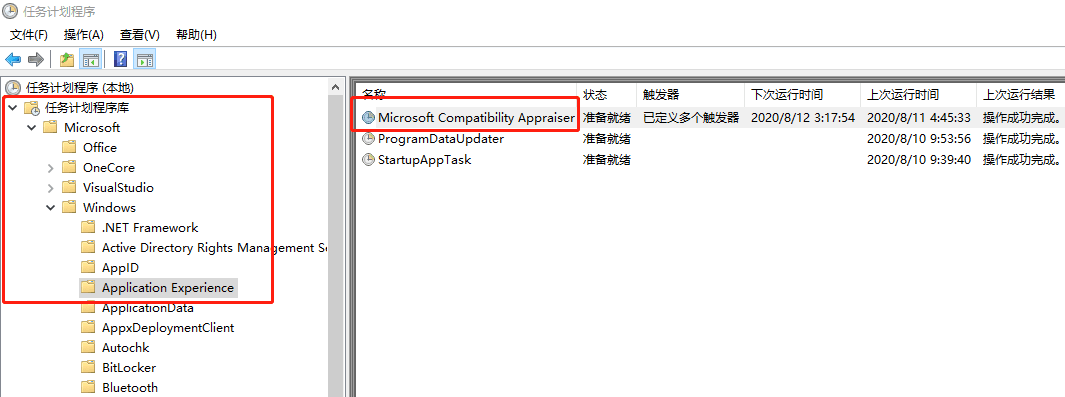 任务计划程序
文件(F) 操作(A) 查看(V) 帮助(H)
任务计划程序 (本地)
任务计划程序库
Microsoft
Office
OneCore
VisualStudio
Windows
.NET Framework
Active Directory Rights Management Se
AppID
Application Experience
ApplicationData
AppxDeploymentClient
Autochk
BitLocker
Bluetooth
名称 状态 触发器 下次运行时间 上次运行时间 上次运行结果
Microsoft Compatibility Appraiser 准备就绪 已定义多个触发器 2020/8/12 3:17:54 2020/8/11 4:45:33 操作成功完成。
ProgramDataUpdater 准备就绪 2020/8/10 9:53:56 操作成功完成。
StartupAppTask 准备就绪 2020/8/10 9:39:40 操作成功完成。